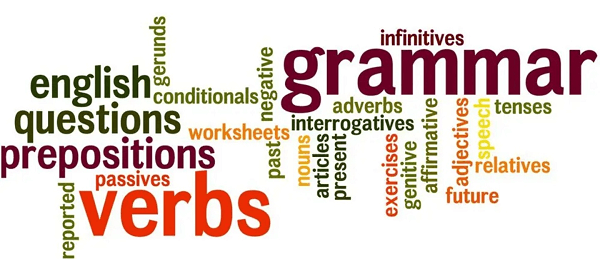 infinitives
grammar
gerunds
english
conditionals
negative
adverbs
tenses
questions
worksheets
interrogatives
prepositions
past
nouns
articles
present
exercises
genitive
affirmative
adjectives
speech
relatives
passives
verbs
future
reported